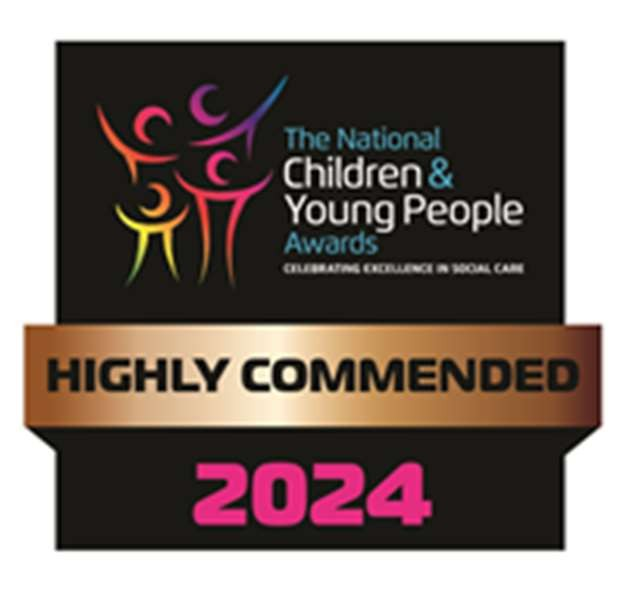 The National
Children &
Young People
Awards
CELEBRATING EXCELLENCE IN SOCIAL CARE
HIGHLY COMMENDED
2024